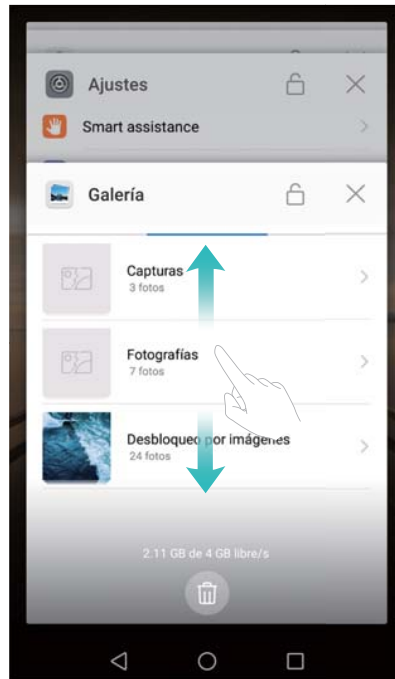 Ajustes
Smart assistance
Galería
Capturas
3 fotos
Fotografías
7 fotos
Desbloqueo por imágenes
24 fotos
2.11 GB de 4 GB libre/s